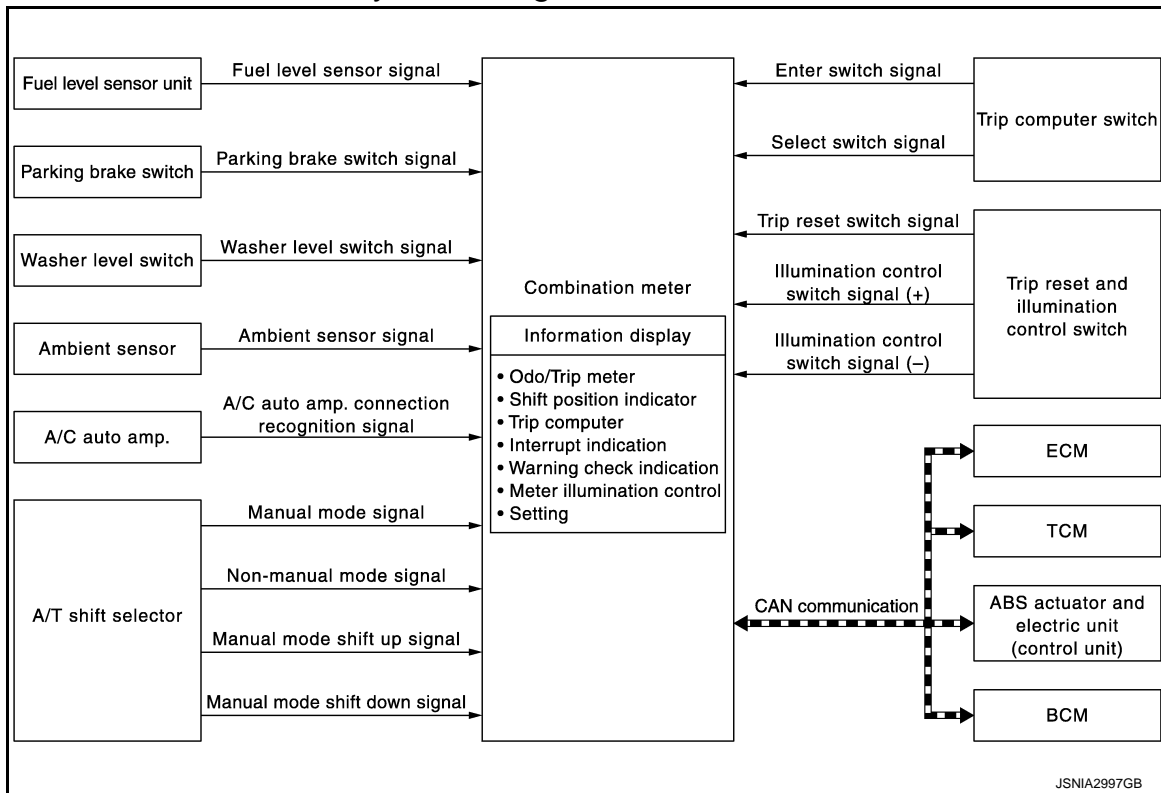 Fuel level sensor unit
Fuel level sensor signal
Parking brake switch
Parking brake switch signal
Washer level switch
Washer level switch signal
Ambient sensor
Ambient sensor signal
A/C auto amp.
A/C auto amp. connection
recognition signal
A/T shift selector
Manual mode signal
Non-manual mode signal
Manual mode shift up signal
Manual mode shift down signal
Combination meter
Information display
• Odo/Trip meter
• Shift position indicator
• Trip computer
• Interrupt indication
• Warning check indication
• Meter illumination control
• Setting
Enter switch signal
Select switch signal
Trip computer switch
Trip reset switch signal
Illumination control
switch signal (+)
Illumination control
switch signal (–)
Trip reset and
illumination
control switch
CAN communication
ECM
TCM
ABS actuator and
electric unit
(control unit)
BCM
JSNIA2997GB